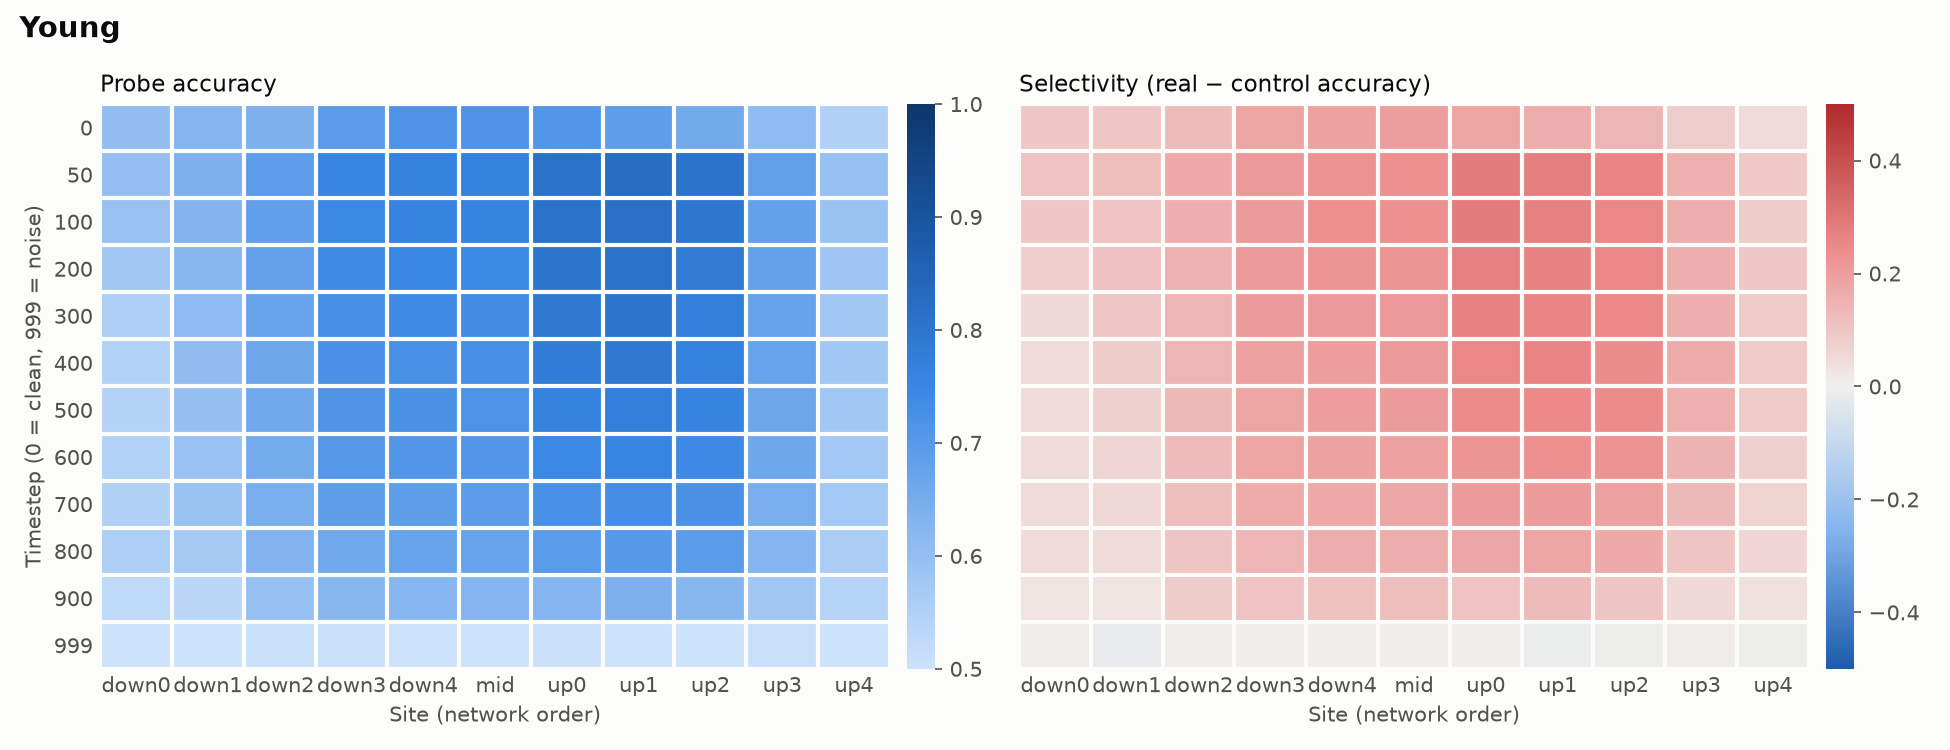 Young
Probe accuracy
Timestep (0 = clean, 999 = noise)
0
50
100
200
300
400
500
600
700
800
900
999
down0 down1 down2 down3 down4 mid up0 up1 up2 up3 up4
Site (network order)
1.0
0.9
0.8
0.7
0.6
0.5
Selectivity (real − control accuracy)
down0 down1 down2 down3 down4 mid up0 up1 up2 up3 up4
Site (network order)
0.4
0.2
0.0
−0.2
−0.4